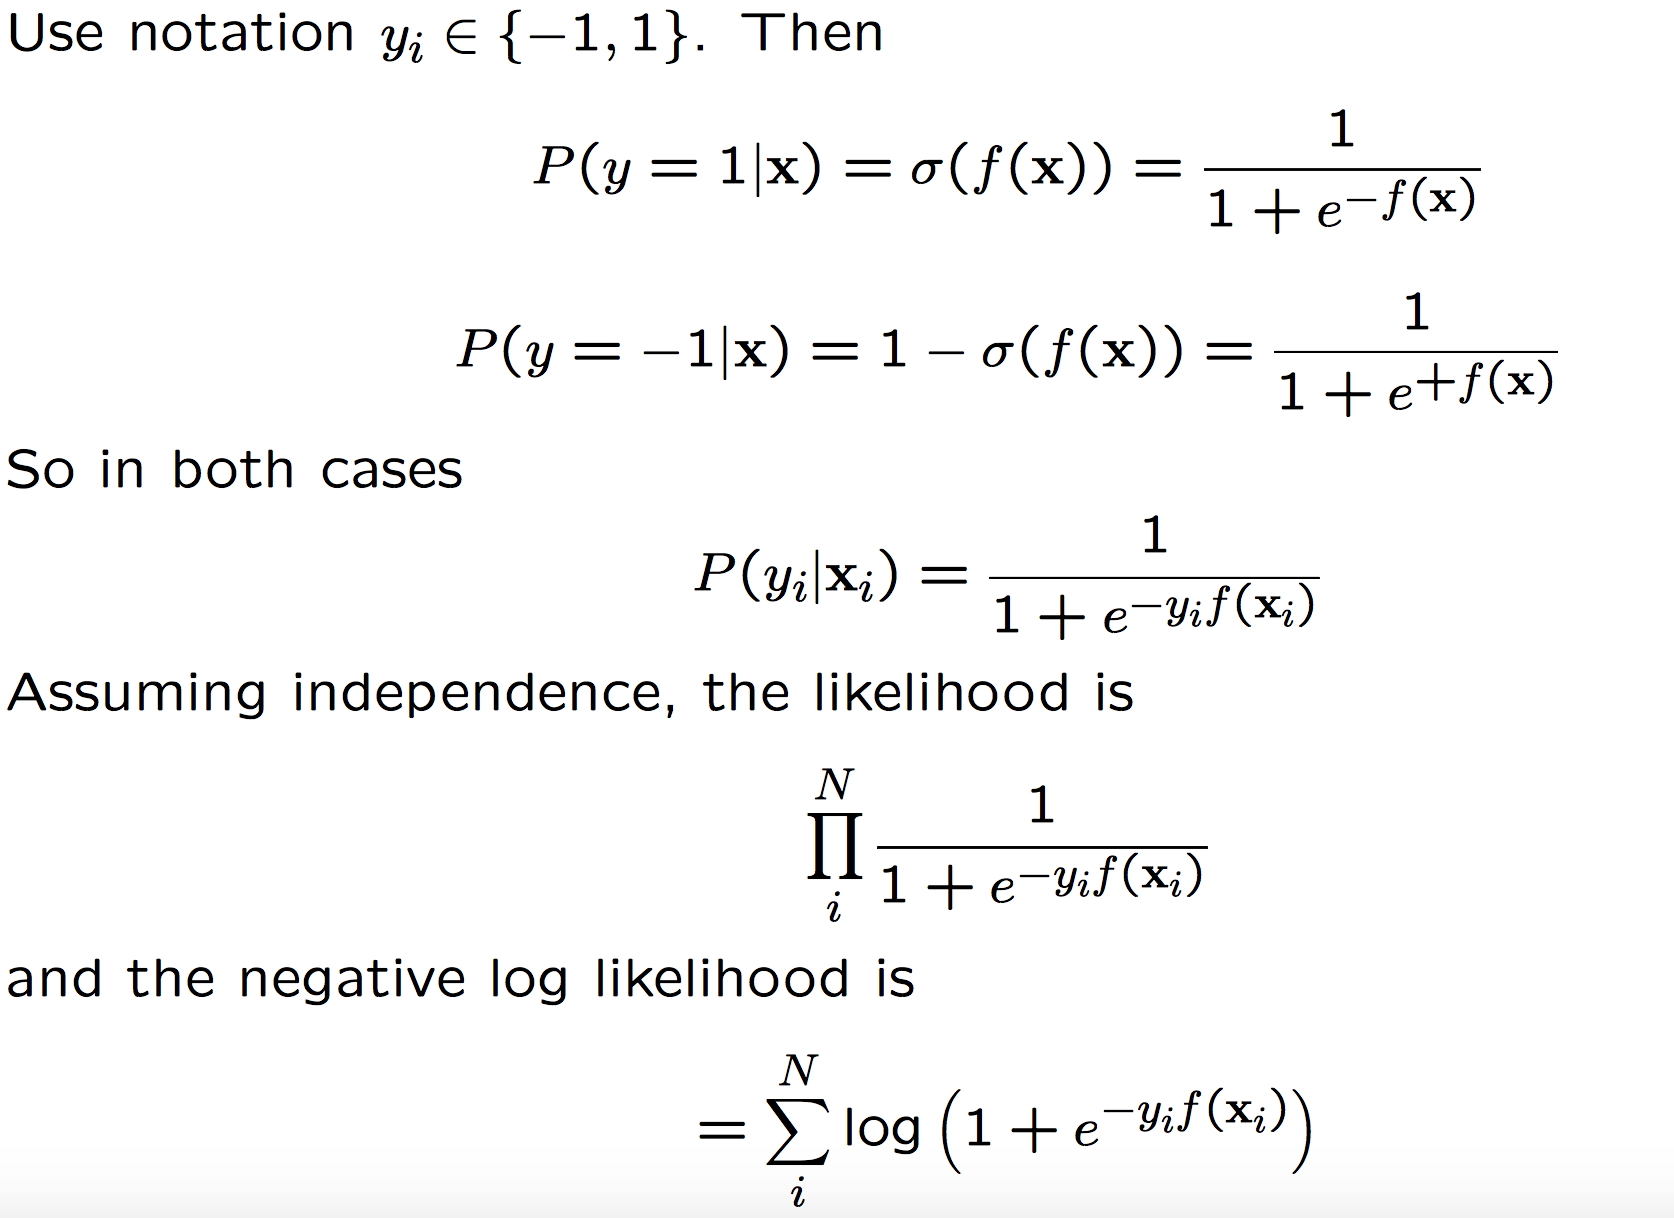 Use notation $y_i \in \{-1, 1\}$. Then
$P(y = 1|\mathbf{x}) = \sigma(f(\mathbf{x})) = \frac{1}{1 + e^{-f(\mathbf{x})}}$
$P(y = -1|\mathbf{x}) = 1 - \sigma(f(\mathbf{x})) = \frac{1}{1 + e^{+f(\mathbf{x})}}$
So in both cases
$P(y_i|\mathbf{x}_i) = \frac{1}{1 + e^{-y_i f(\mathbf{x}_i)}}$
Assuming independence, the likelihood is
$\prod_i^N \frac{1}{1 + e^{-y_i f(\mathbf{x}_i)}}$
and the negative log likelihood is
$= \sum_i^N \log \left(1 + e^{-y_i f(\mathbf{x}_i)}\right)$